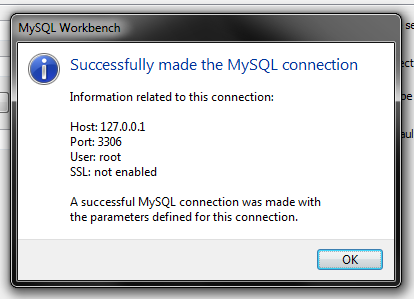 MySQL Workbench
Successfully made the MySQL connection
Information related to this connection:
Host: 127.0.0.1
Port: 3306
User: root
SSL: not enabled
A successful MySQL connection was made with
the parameters defined for this connection.
OK